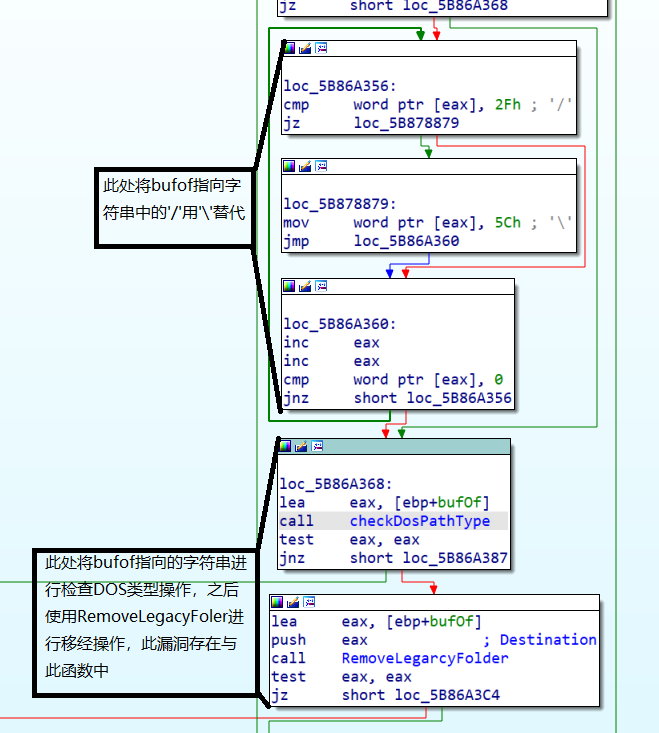 jz      short loc_5B86A368
loc_5B86A356:
cmp     word ptr [eax], 2Fh ; '/'
jz      loc_5B878879
此处将bufof指向字
符串中的'/'用'\'替代
loc_5B878879:
mov     word ptr [eax], 5Ch ; '\'
jmp     loc_5B86A360
loc_5B86A360:
inc     eax
inc     eax
cmp     word ptr [eax], 0
jnz     short loc_5B86A356
loc_5B86A368:
lea     eax, [ebp+bufOf]
call    checkDosPathType
test    eax, eax
jnz     short loc_5B86A387
此处将bufof指向的字符串进
行检查DOS类型操作，之后
使用RemoveLegacyFoler进
行移经操作，此漏洞存在与
此函数中
lea     eax, [ebp+bufOf]
push    eax             ; Destination
call    RemoveLegarcyFolder
test    eax, eax
jz      short loc_5B86A3C4